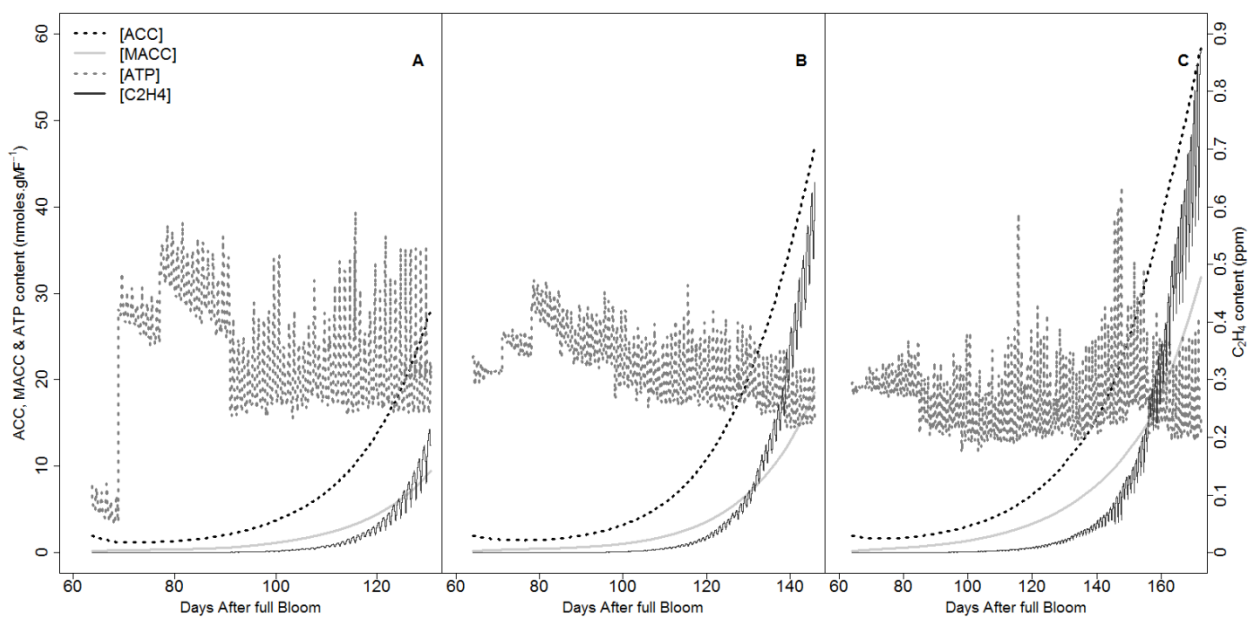 [ACC]
[MACC]
[ATP]
[C2H4]
A
B
C
ACC, MACC & ATP content (nmoles.gMF⁻¹)
0
10
20
30
40
50
60
60 80 100 120
Days After full Bloom
60 80 100 120 140
Days After full Bloom
60 80 100 120 140 160
Days After full Bloom
0
0.1
0.2
0.3
0.4
0.5
0.6
0.7
0.8
0.9
C₂H₄ content (ppm)